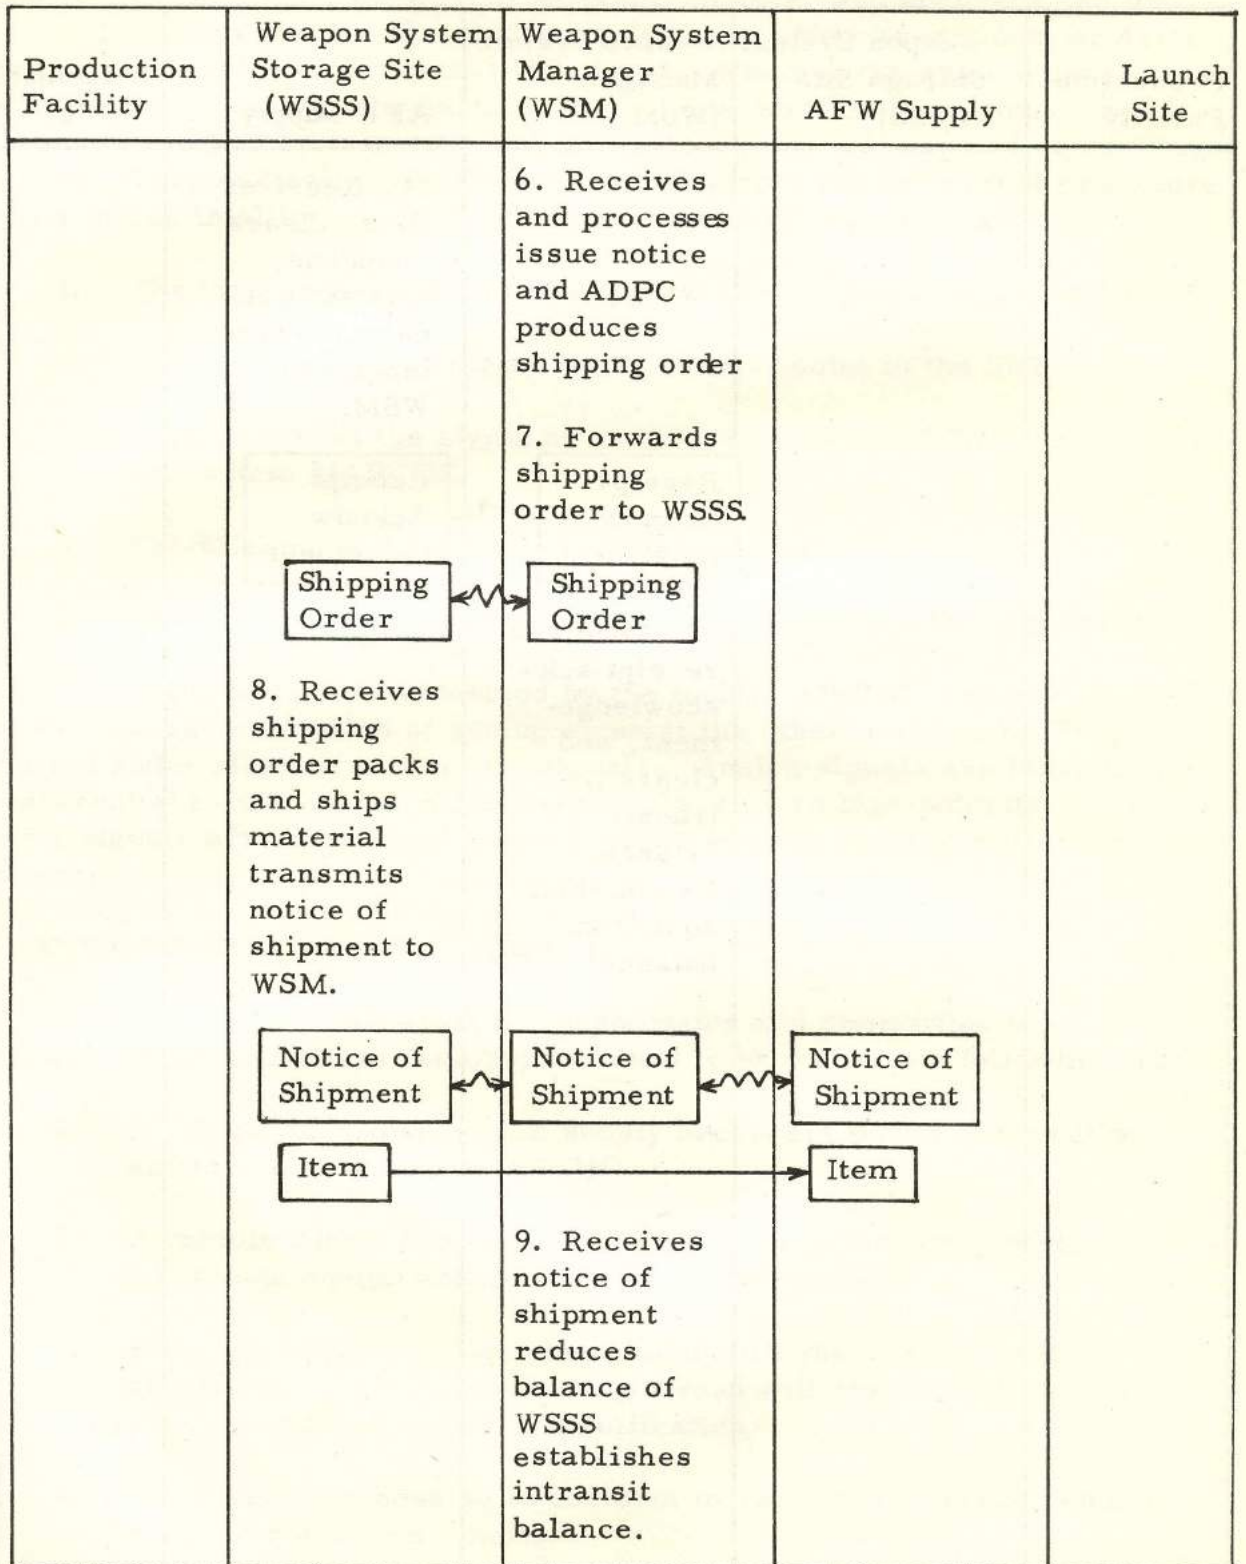 Production
Facility
Weapon System
Storage Site
(WSSS)
Weapon System
Manager
(WSM)
AFW Supply
Launch
Site
6. Receives
and processes
issue notice
and ADPC
produces
shipping order
7. Forwards
shipping
order to WSSS.
Shipping
Order
Shipping
Order
8. Receives
shipping
order packs
and ships
material
transmits
notice of
shipment to
WSM.
Notice of
Shipment
Notice of
Shipment
Notice of
Shipment
Item
Item
9. Receives
notice of
shipment
reduces
balance of
WSSS
establishes
intransit
balance.